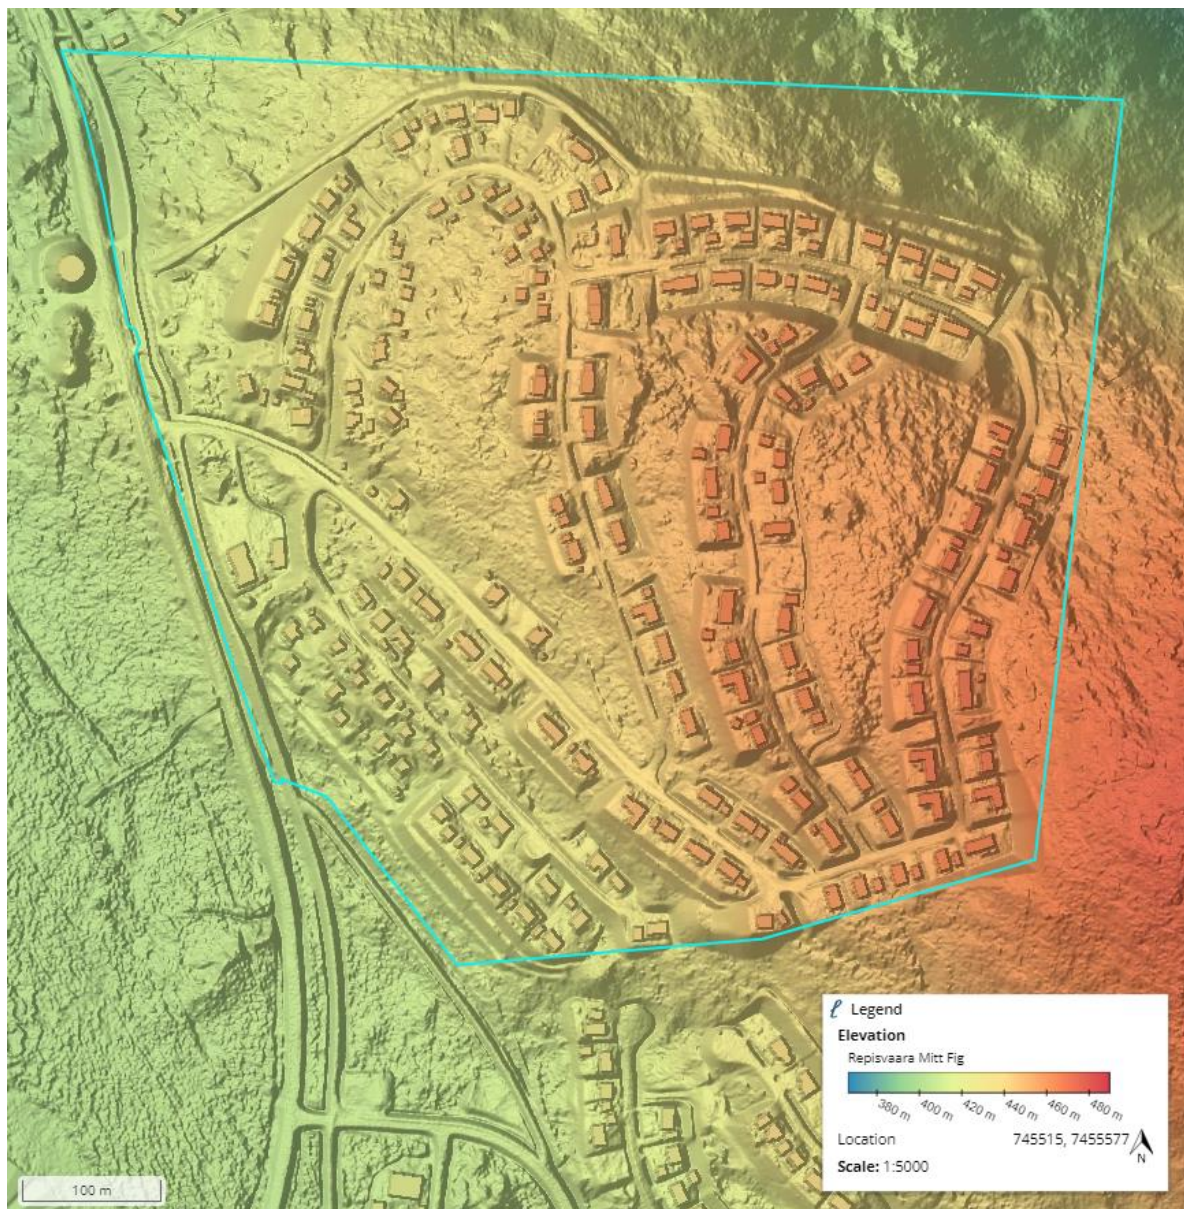 Legend
Elevation
Repisvaara Mitt Fig
380 m 400 m 420 m 440 m 460 m 480 m
Location 745515, 7455577
N
Scale: 1:5000
100 m